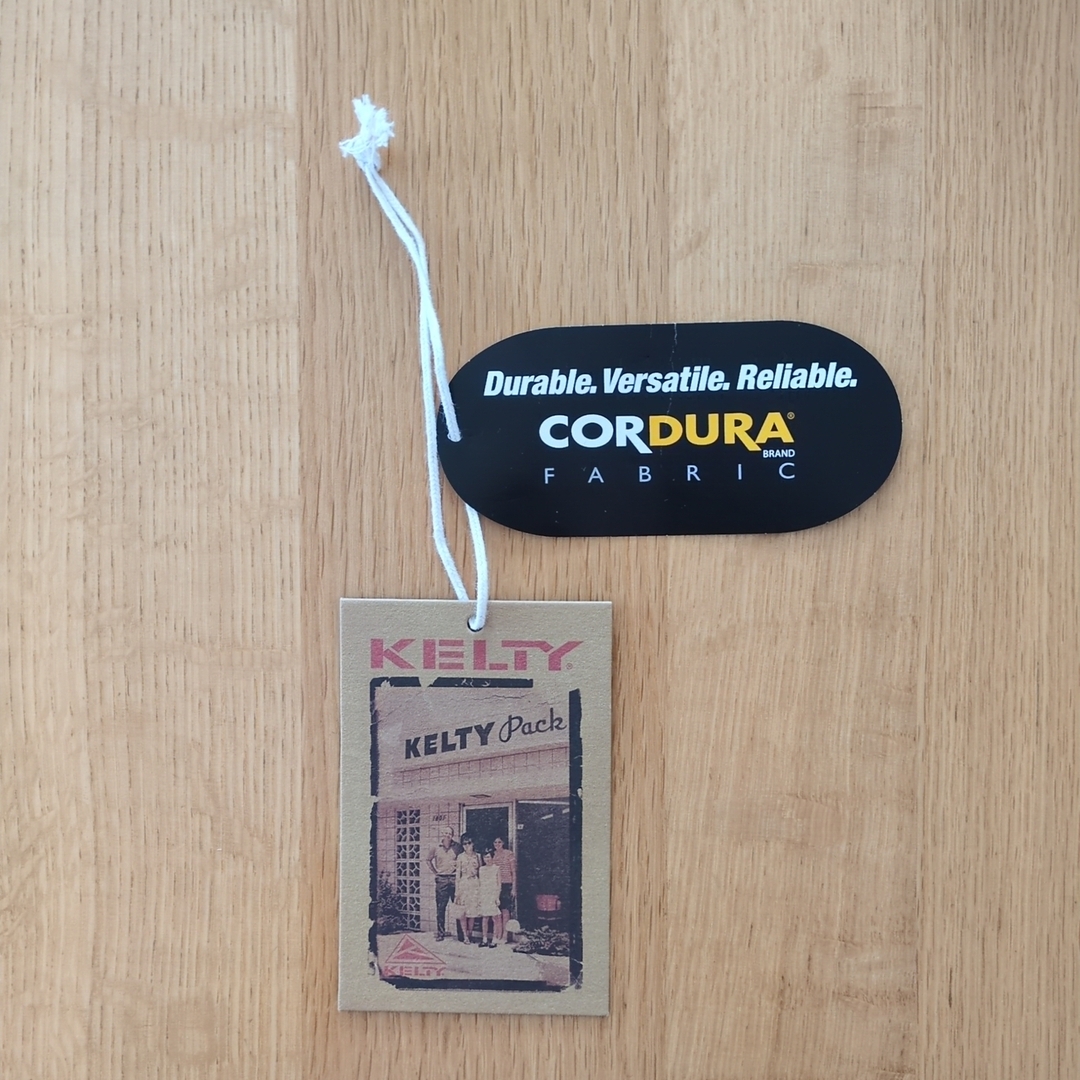 Durable. Versatile. Reliable.
CORDURA®
BRAND
FABRIC
KELTY®
KELTY Pack
KELTY